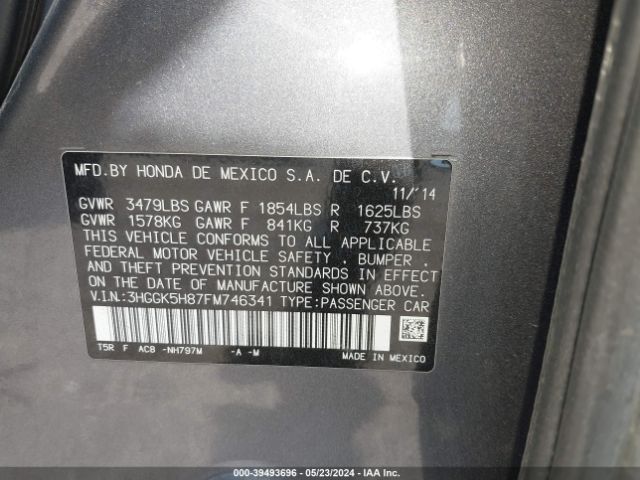 MFD.BY HONDA DE MEXICO S.A. DE C.V.
11/'14
GVWR 3479LBS GAWR F 1854LBS R 1625LBS
GVWR 1578KG GAWR F 841KG R 737KG
THIS VEHICLE CONFORMS TO ALL APPLICABLE
FEDERAL MOTOR VEHICLE SAFETY , BUMPER ,
AND THEFT PREVENTION STANDARDS IN EFFECT
ON THE DATE OF MANUFACTURE SHOWN ABOVE.
V.I.N.:3HGGK5H87FM746341 TYPE:PASSENGER CAR
T5R F AC8 -NH797M -A -M
MADE IN MEXICO
000-39493696 - 05/23/2024 - IAA Inc.